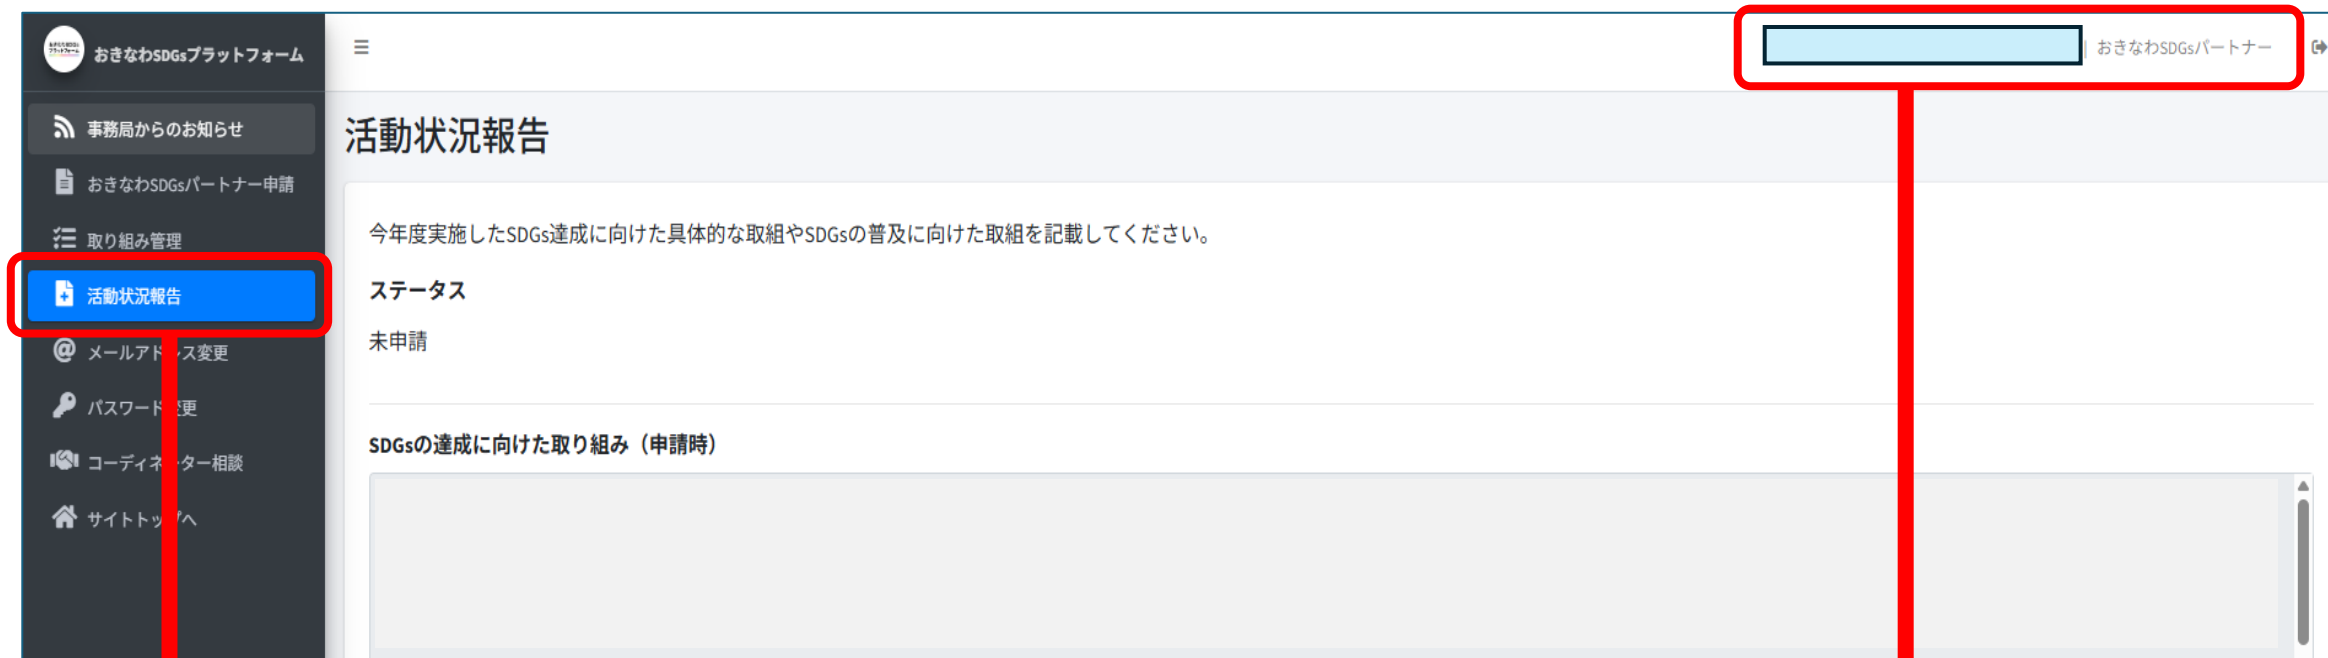 おきなわSDGsプラットフォーム
| おきなわSDGsパートナー
事務局からのお知らせ
おきなわSDGsパートナー申請
取り組み管理
活動状況報告
メールアドレス変更
パスワード変更
コーディネーター相談
サイトトップへ
活動状況報告
今年度実施したSDGs達成に向けた具体的な取組やSDGsの普及に向けた取組を記載してください。
ステータス
未申請
SDGsの達成に向けた取り組み（申請時）